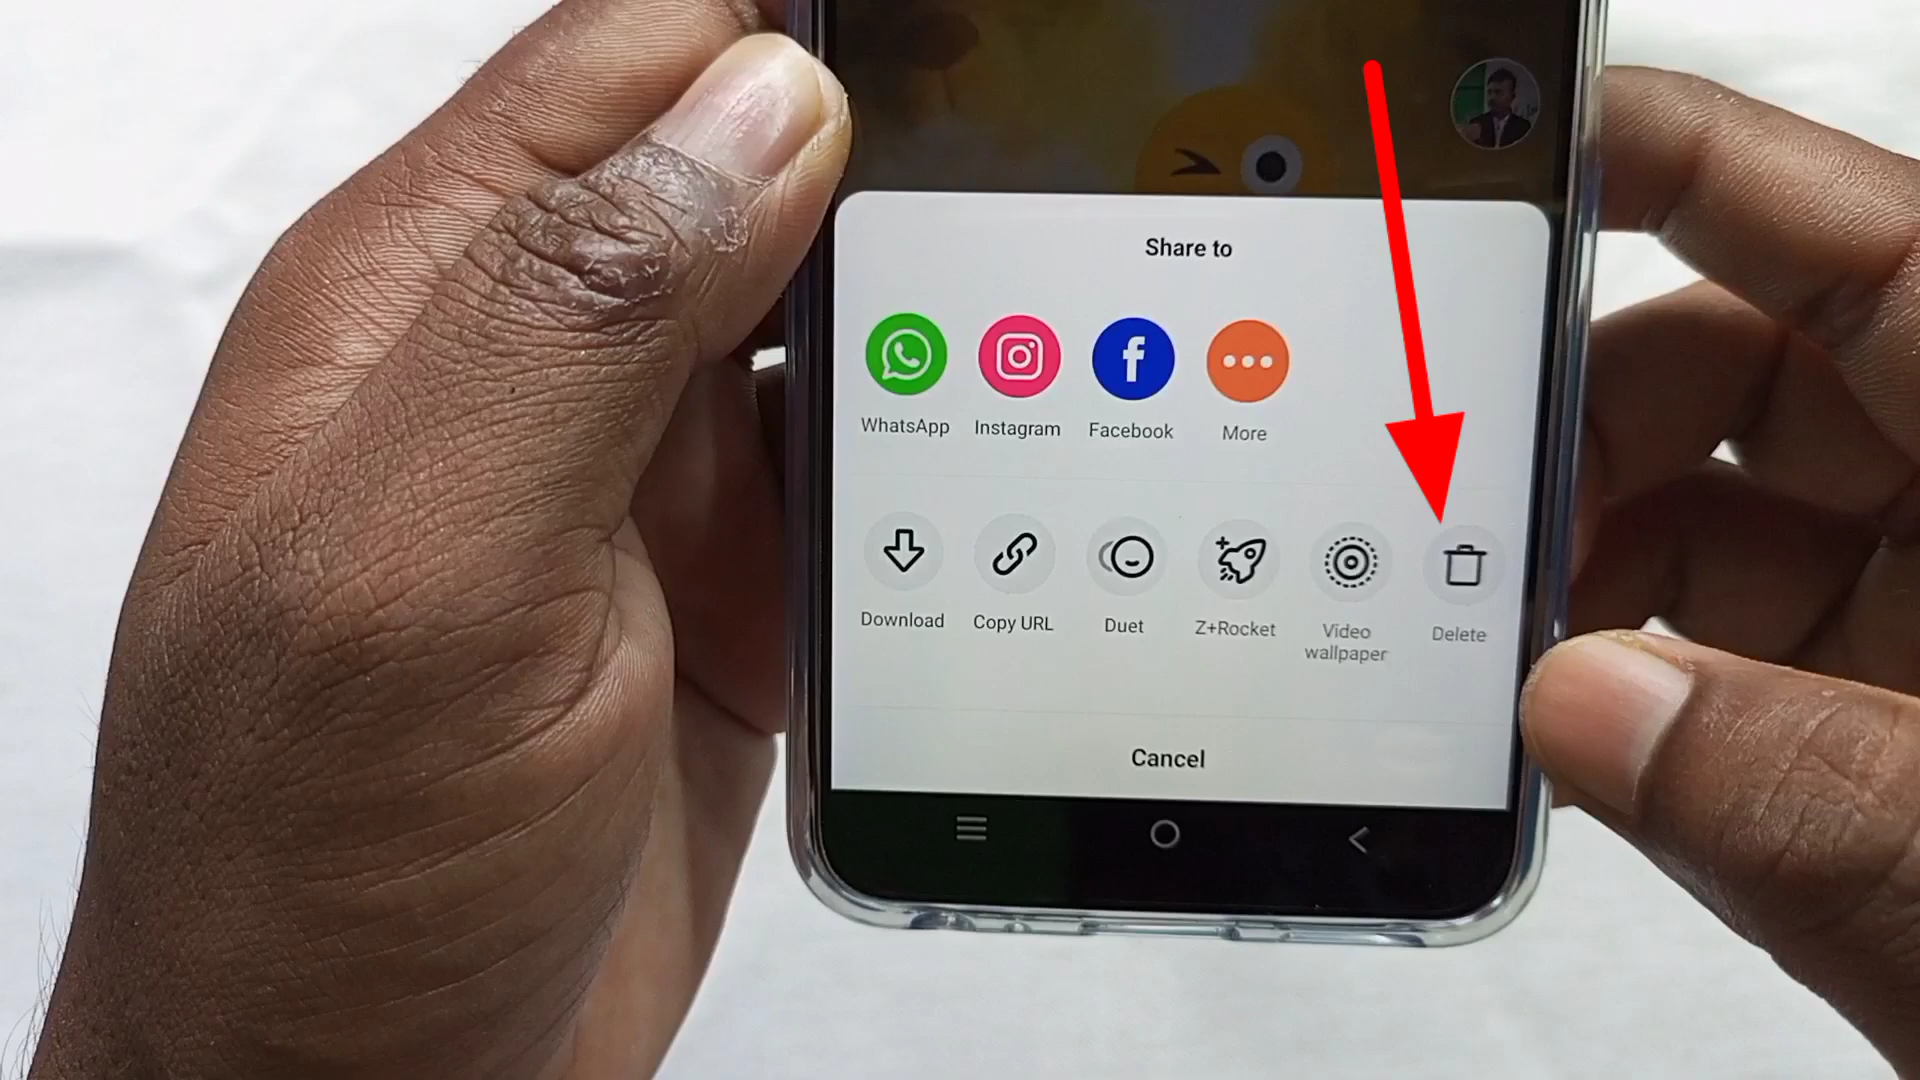 Share to
WhatsApp Instagram Facebook More
Download Copy URL Duet Z+Rocket Video wallpaper Delete
Cancel